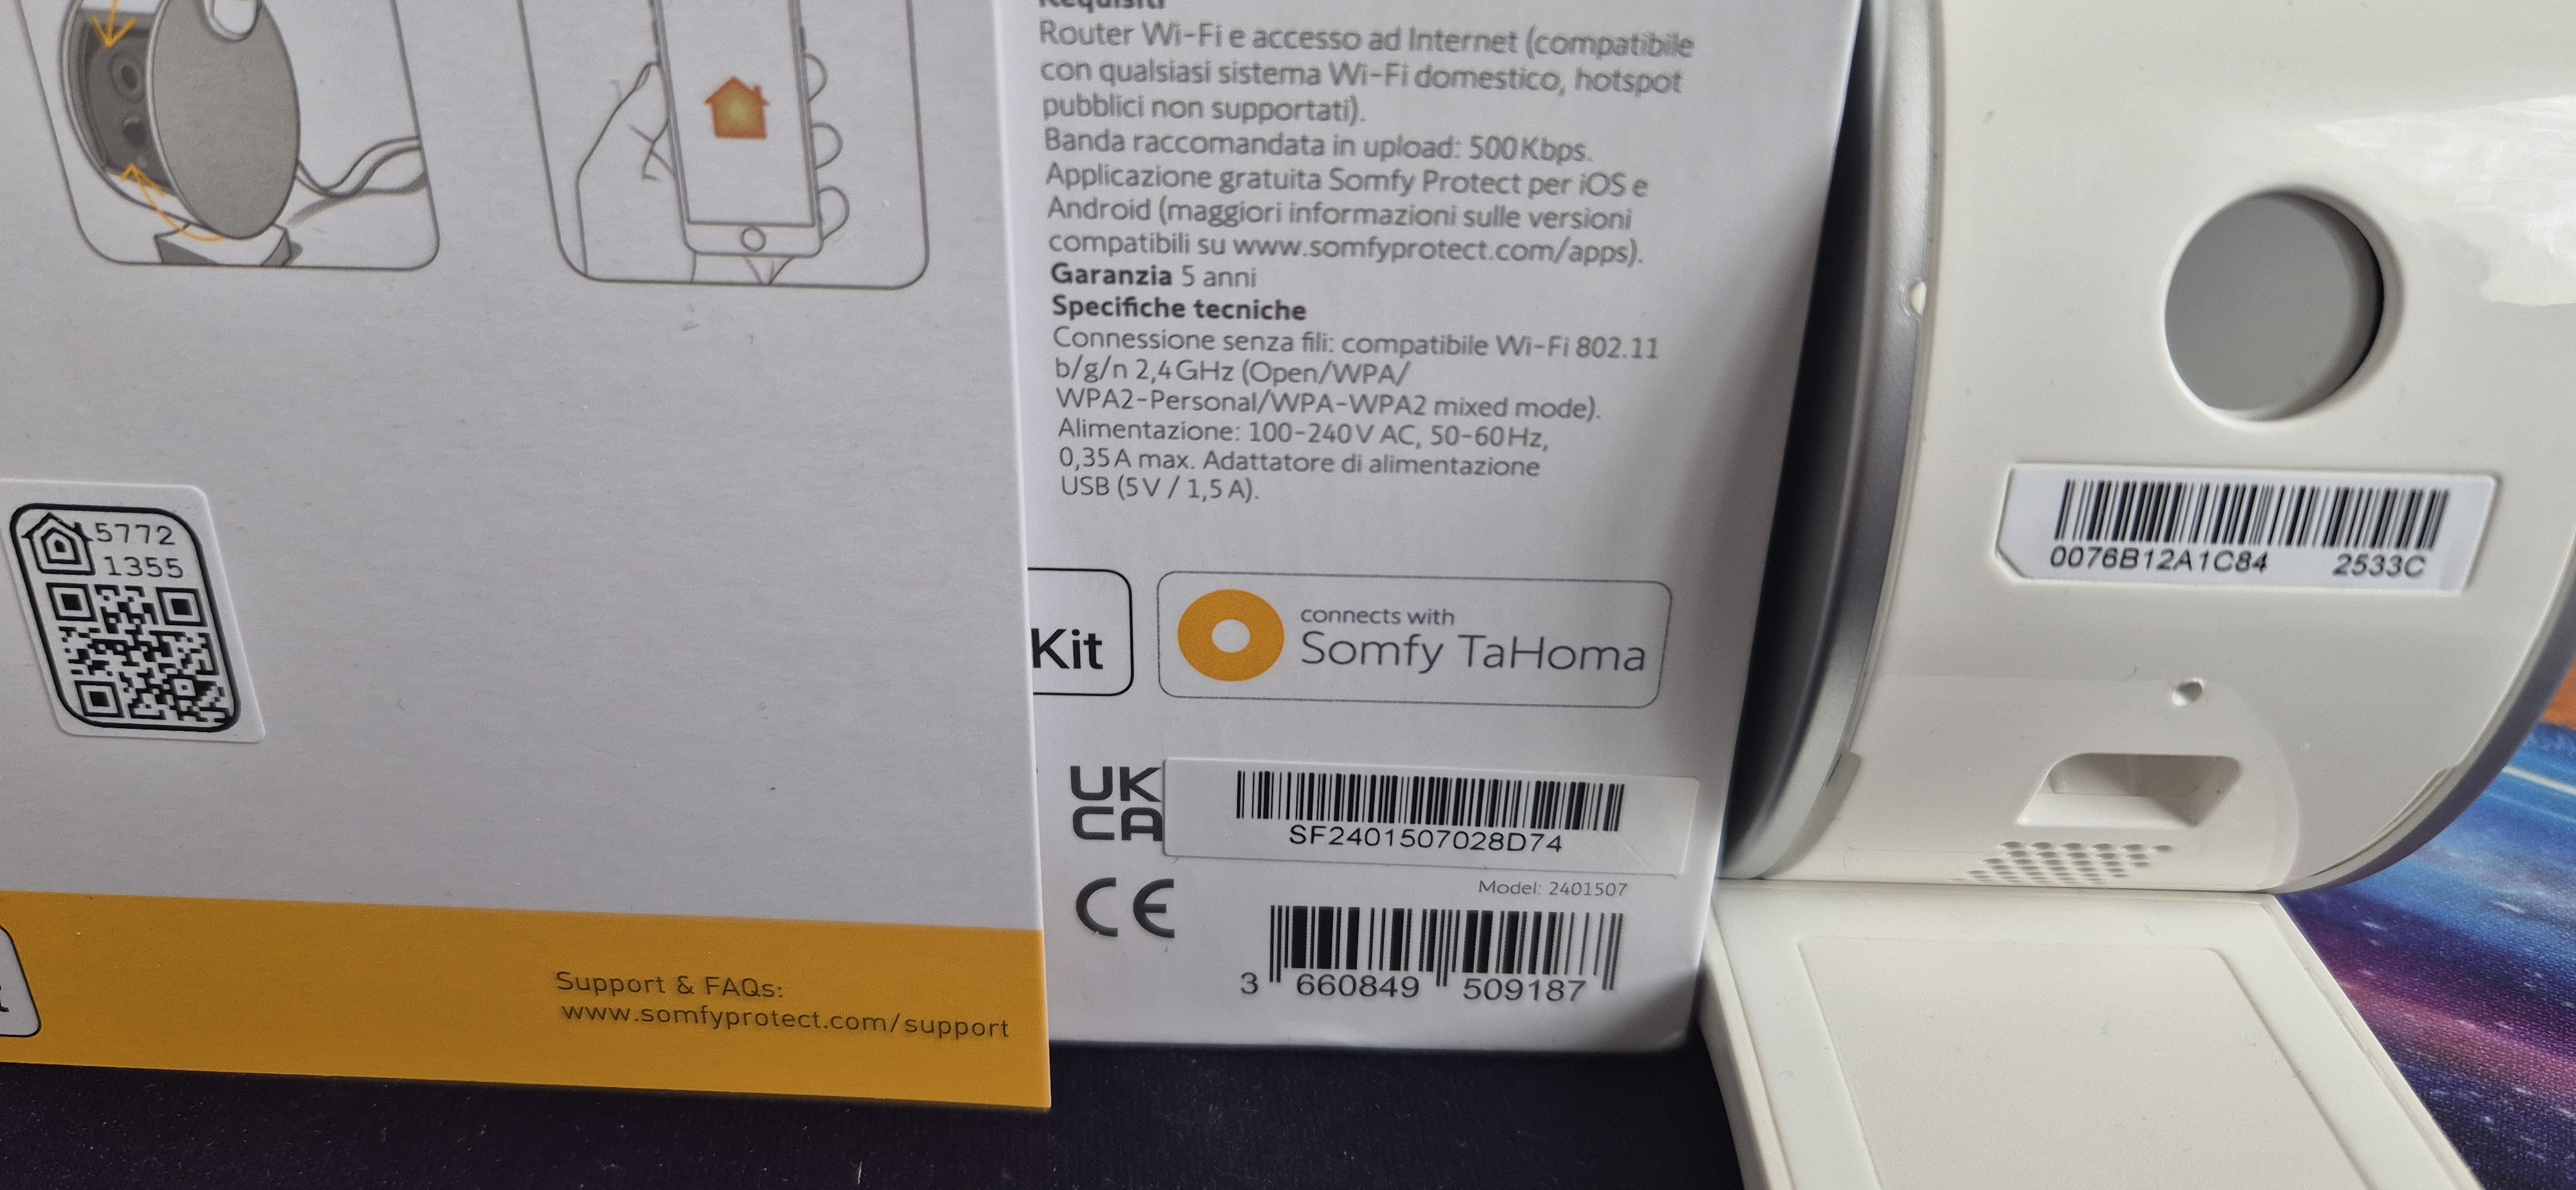 Requisiti
Router Wi-Fi e accesso ad Internet (compatibile
con qualsiasi sistema Wi-Fi domestico, hotspot
pubblici non supportati).
Banda raccomandata in upload: 500 Kbps.
Applicazione gratuita Somfy Protect per iOS e
Android (maggiori informazioni sulle versioni
compatibili su www.somfyprotect.com/apps).
Garanzia 5 anni
Specifiche tecniche
Connessione senza fili: compatibile Wi-Fi 802.11
b/g/n 2,4 GHz (Open/WPA/
WPA2-Personal/WPA-WPA2 mixed mode).
Alimentazione: 100-240 V AC, 50-60 Hz,
0,35 A max. Adattatore di alimentazione
USB (5 V / 1,5 A).
5772
1355
Kit
connects with
Somfy TaHoma
UK
CA
SF2401507028D74
CE
Model: 2401507
3 660849 509187
Support & FAQs:
www.somfyprotect.com/support
0076B12A1C84 2533C